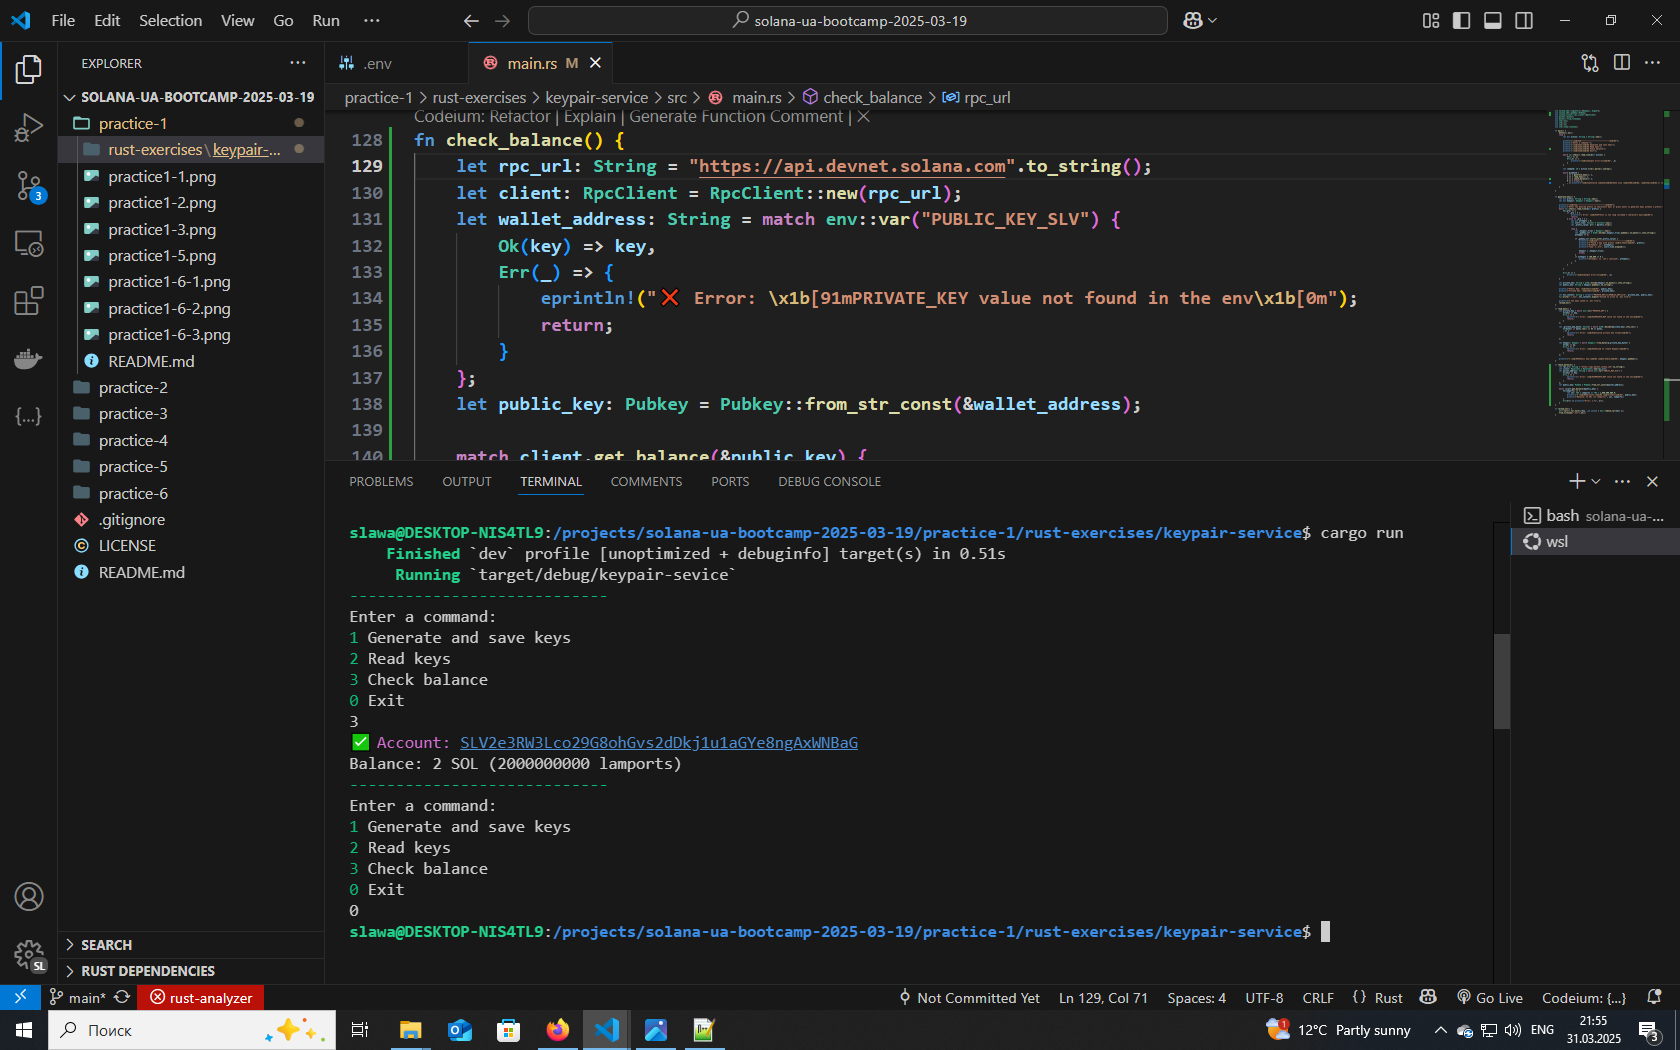 File Edit Selection View Go Run ··· solana-ua-bootcamp-2025-03-19
EXPLORER ···
SOLANA-UA-BOOTCAMP-2025-03-19
practice-1
rust-exercises\keypair-...
practice1-1.png
practice1-2.png
practice1-3.png
practice1-5.png
practice1-6-1.png
practice1-6-2.png
practice1-6-3.png
README.md
practice-2
practice-3
practice-4
practice-5
practice-6
.gitignore
LICENSE
README.md
3
SL
SEARCH
RUST DEPENDENCIES
.env
main.rs M
practice-1 > rust-exercises > keypair-service > src > main.rs > check_balance > rpc_url
Codeium: Refactor | Explain | Generate Function Comment | X
128 fn check_balance() {
129 let rpc_url: String = "https://api.devnet.solana.com".to_string();
130 let client: RpcClient = RpcClient::new(rpc_url);
131 let wallet_address: String = match env::var("PUBLIC_KEY_SLV") {
132 Ok(key) => key,
133 Err(_) => {
134 eprintln!("❌ Error: \x1b[91mPRIVATE_KEY value not found in the env\x1b[0m");
135 return;
136 }
137 };
138 let public_key: Pubkey = Pubkey::from_str_const(&wallet_address);
139
140 match client.get_balance(&public_key) {
PROBLEMS OUTPUT TERMINAL COMMENTS PORTS DEBUG CONSOLE
bash solana-ua-...
wsl
slawa@DESKTOP-NIS4TL9:/projects/solana-ua-bootcamp-2025-03-19/practice-1/rust-exercises/keypair-service$ cargo run
Finished `dev` profile [unoptimized + debuginfo] target(s) in 0.51s
Running `target/debug/keypair-sevice`
----------------------------
Enter a command:
1 Generate and save keys
2 Read keys
3 Check balance
0 Exit
3
✅ Account: SLV2e3RW3Lco29G8ohGvs2dDkj1u1aGYe8ngAxWNBaG
Balance: 2 SOL (2000000000 lamports)
----------------------------
Enter a command:
1 Generate and save keys
2 Read keys
3 Check balance
0 Exit
0
slawa@DESKTOP-NIS4TL9:/projects/solana-ua-bootcamp-2025-03-19/practice-1/rust-exercises/keypair-service$
main* rust-analyzer Not Committed Yet Ln 129, Col 71 Spaces: 4 UTF-8 CRLF {} Rust Go Live Codeium: {...}
Поиск 1 12°C Partly sunny ENG 21:55
31.03.2025 3